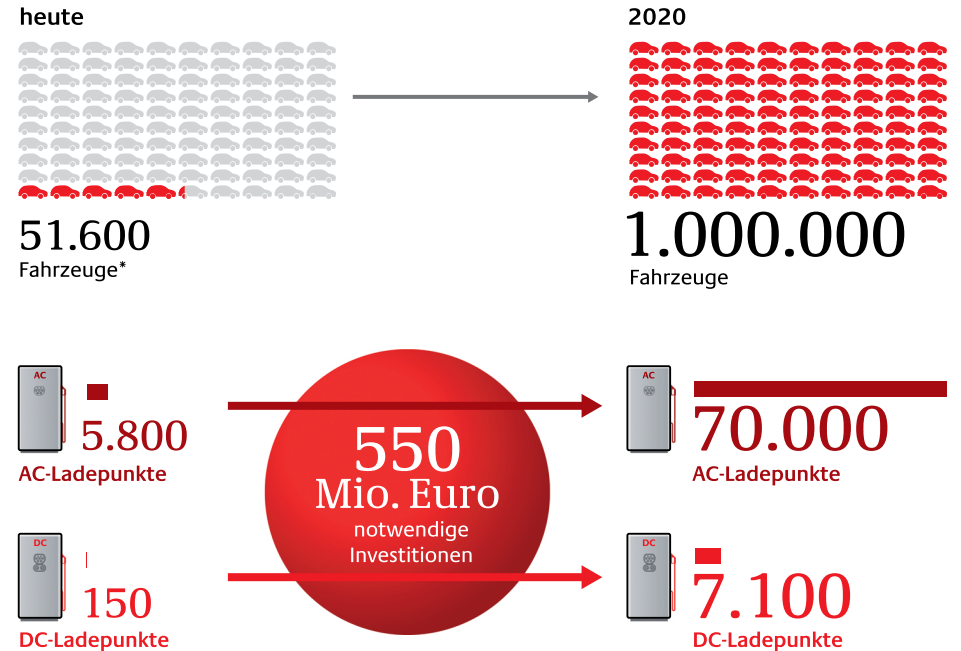 heute
2020
51.600
Fahrzeuge*
1.000.000
Fahrzeuge
AC
5.800
AC-Ladepunkte
550
Mio. Euro
notwendige
Investitionen
AC
70.000
AC-Ladepunkte
DC
150
DC-Ladepunkte
DC
7.100
DC-Ladepunkte